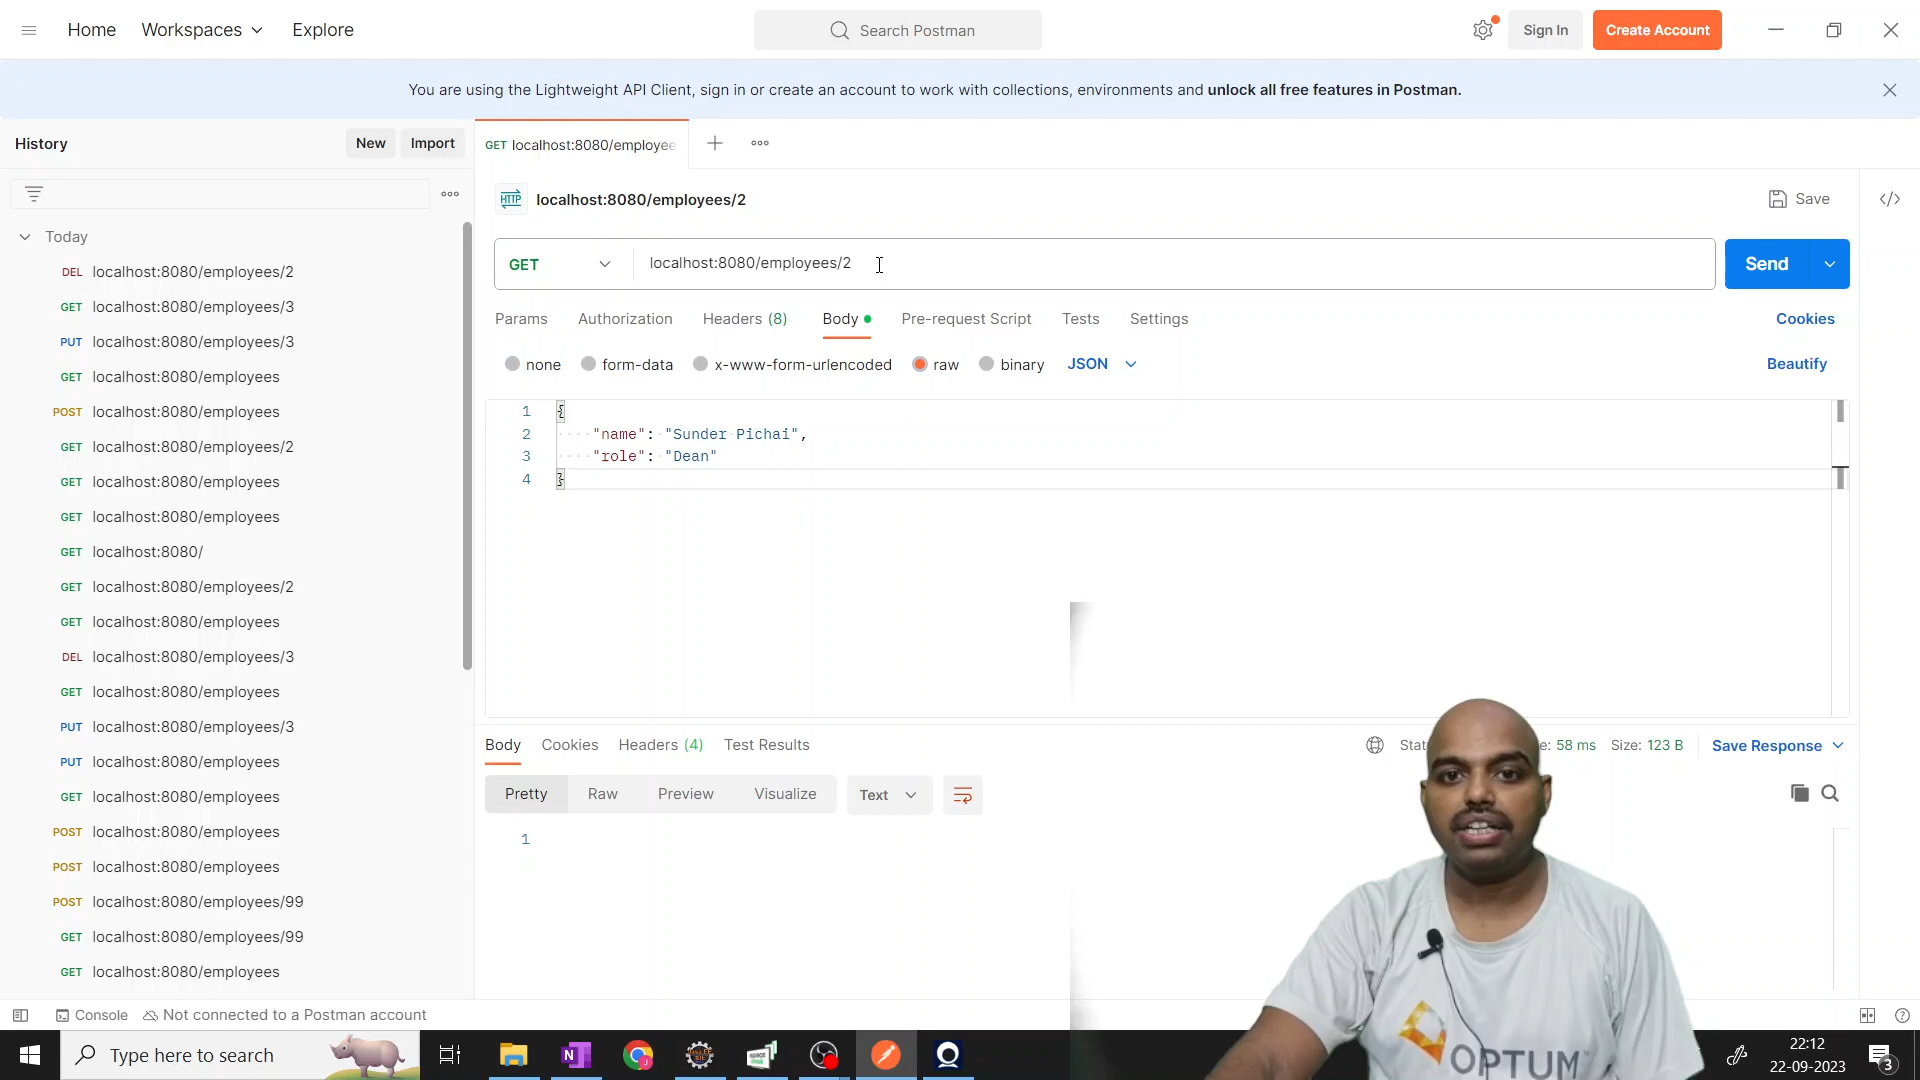 Home
Workspaces
Explore
Search Postman
Sign In
Create Account
You are using the Lightweight API Client, sign in or create an account to work with collections, environments and unlock all free features in Postman.
History
New
Import
GET localhost:8080/employee
HTTP localhost:8080/employees/2
Save
</>
Today
DEL localhost:8080/employees/2
GET localhost:8080/employees/3
PUT localhost:8080/employees/3
GET localhost:8080/employees
POST localhost:8080/employees
GET localhost:8080/employees/2
GET localhost:8080/employees
GET localhost:8080/employees
GET localhost:8080/
GET localhost:8080/employees/2
GET localhost:8080/employees
DEL localhost:8080/employees/3
GET localhost:8080/employees
PUT localhost:8080/employees/3
PUT localhost:8080/employees
GET localhost:8080/employees
POST localhost:8080/employees
POST localhost:8080/employees
POST localhost:8080/employees/99
GET localhost:8080/employees/99
GET localhost:8080/employees
GET
localhost:8080/employees/2
Send
Params
Authorization
Headers (8)
Body
Pre-request Script
Tests
Settings
Cookies
none
form-data
x-www-form-urlencoded
raw
binary
JSON
Beautify
1 {
2 "name": "Sunder Pichai",
3 "role": "Dean"
4 }
Body
Cookies
Headers (4)
Test Results
58 ms
Size: 123 B
Save Response
Pretty
Raw
Preview
Visualize
Text
1
OPTUM
Console
Not connected to a Postman account
Type here to search
22:12
22-09-2023
3